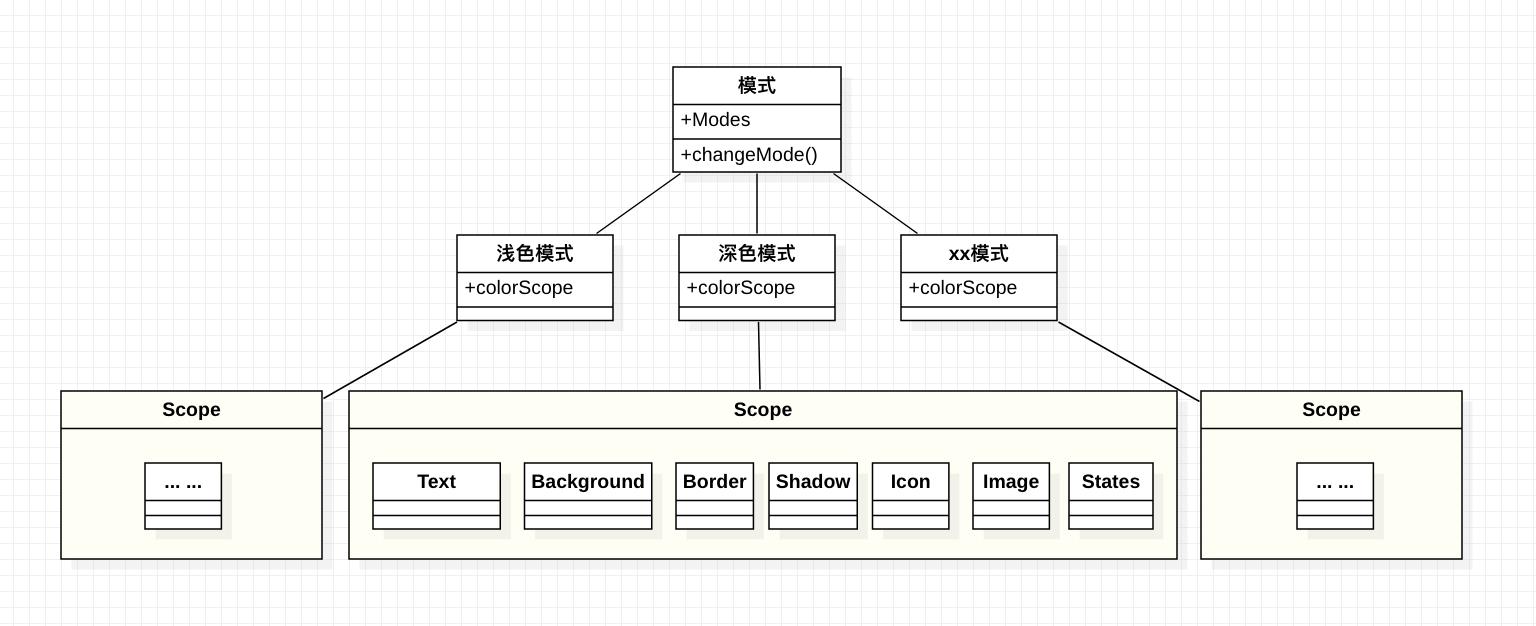 模式
+Modes
+changeMode()
浅色模式
+colorScope
深色模式
+colorScope
xx模式
+colorScope
Scope
... ...
Scope
Text
Background
Border
Shadow
Icon
Image
States
Scope
... ...